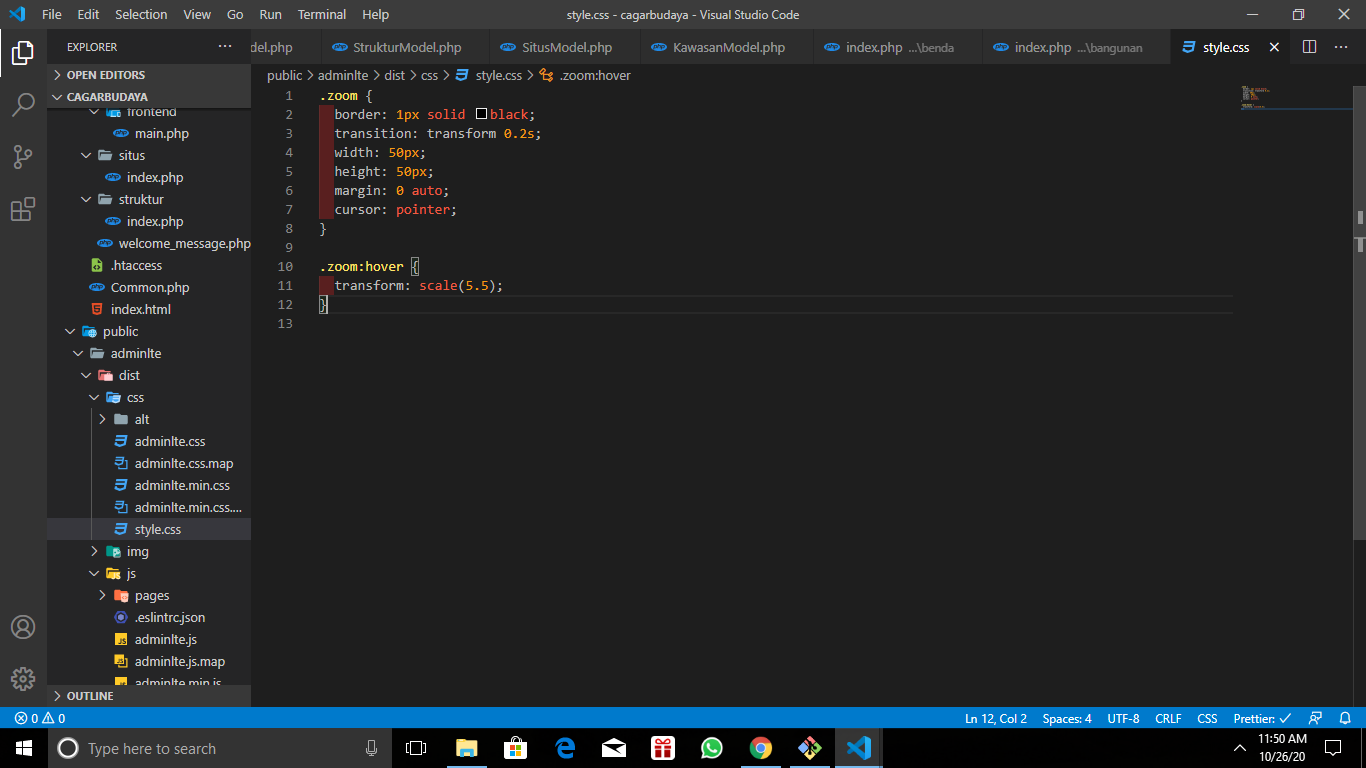 File Edit Selection View Go Run Terminal Help style.css - cagarbudaya - Visual Studio Code
EXPLORER ···
del.php StrukturModel.php SitusModel.php KawasanModel.php index.php ...\benda index.php ...\bangunan style.css
OPEN EDITORS
CAGARBUDAYA
frontend
main.php
situs
index.php
struktur
index.php
welcome_message.php
.htaccess
Common.php
index.html
public
adminlte
dist
css
alt
adminlte.css
adminlte.css.map
adminlte.min.css
adminlte.min.css....
style.css
img
js
pages
.eslintrc.json
adminlte.js
adminlte.js.map
adminlte.min.js
OUTLINE
public > adminlte > dist > css > style.css > .zoom:hover
1 .zoom {
2 border: 1px solid black;
3 transition: transform 0.2s;
4 width: 50px;
5 height: 50px;
6 margin: 0 auto;
7 cursor: pointer;
8 }
9
10 .zoom:hover {
11 transform: scale(5.5);
12 }
13
0 0 Ln 12, Col 2 Spaces: 4 UTF-8 CRLF CSS Prettier: ✓
Type here to search
11:50 AM
10/26/20